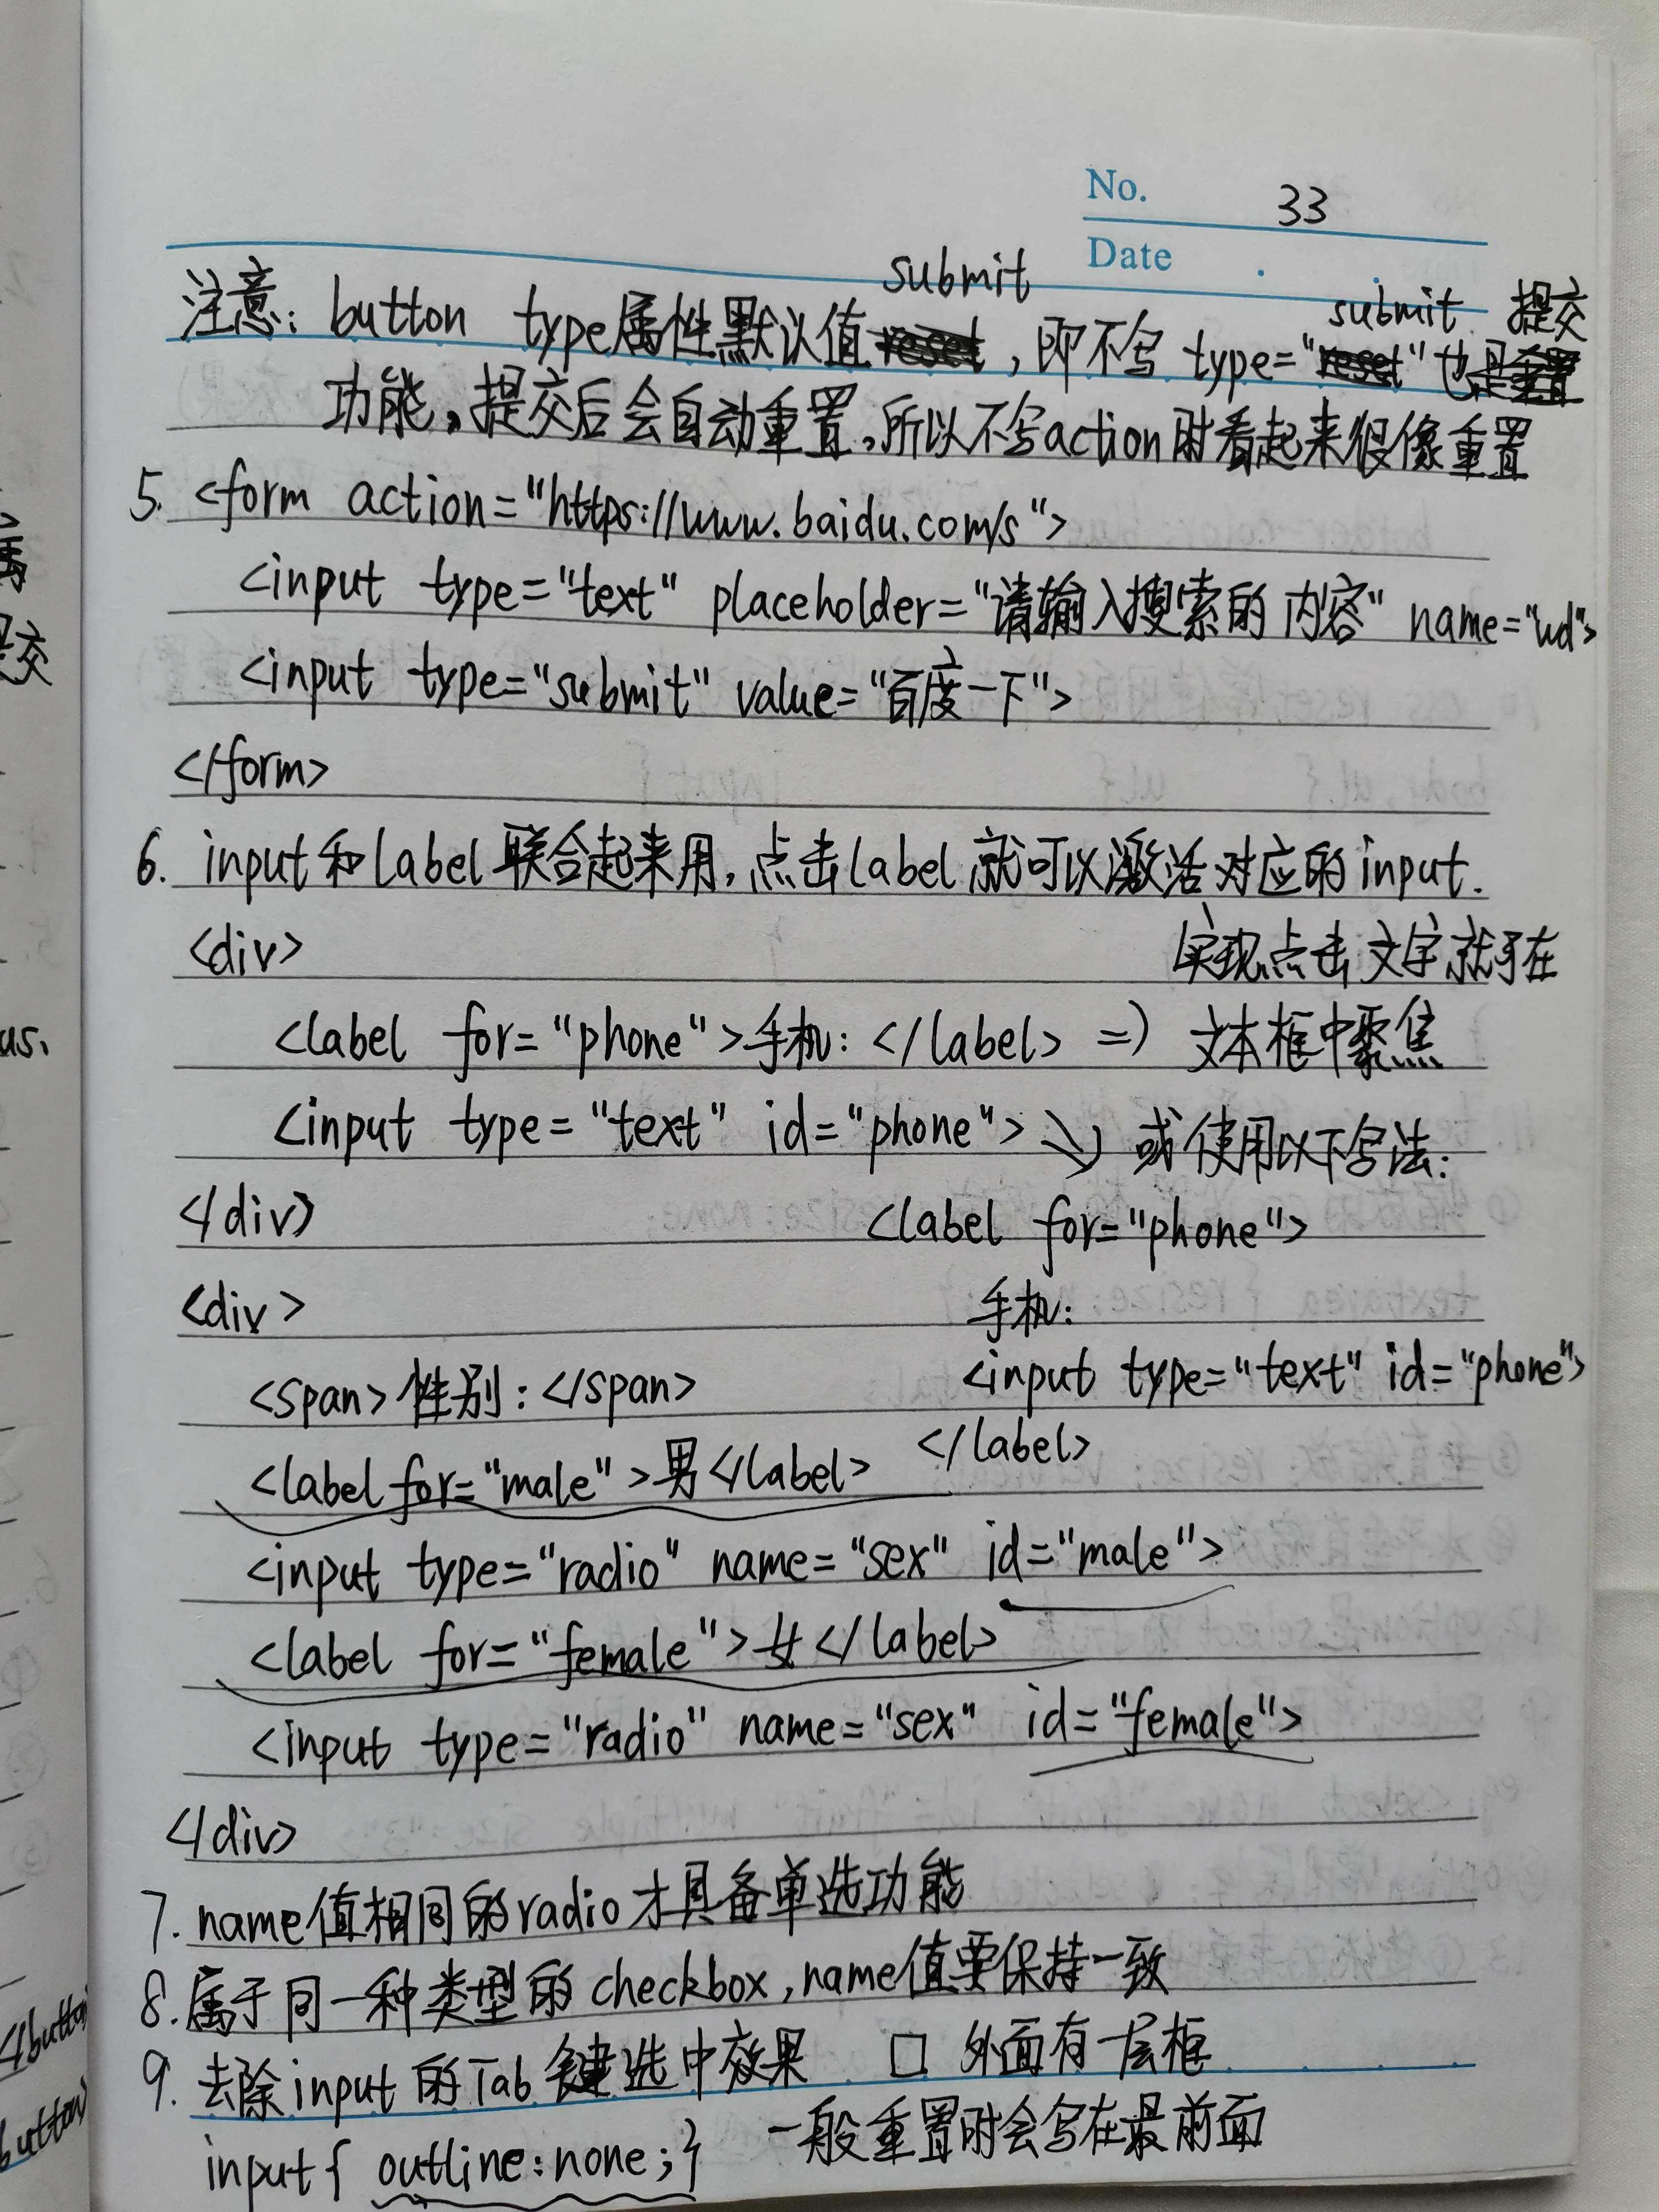 No. 33
Date
注意: button type属性默认值submit, 即不写 type="submit"也是提交
功能,提交后会自动重置,所以不写action时看起来很像重置
5. <form action="https://www.baidu.com/s">
<input type="text" placeholder="请输入搜索的内容" name="wd">
<input type="submit" value="百度一下">
</form>
6. input和label联合起来用,点击label就可以激活对应的input.
<div>
实现点击文字就可在
<label for="phone">手机: </label> => 文本框中聚焦
<input type="text" id="phone"> 或使用以下写法:
</div>
<label for="phone">
<div>
手机:
<span>性别: </span>
<input type="text" id="phone">
</label>
<label for="male">男</label>
<input type="radio" name="sex" id="male">
<label for="female">女</label>
<input type="radio" name="sex" id="female">
</div>
7. name值相同的radio才具备单选功能
8. 属于同一种类型的checkbox,name值要保持一致
9. 去除input的Tab键选中效果 □ 外面有一层框
input{ outline:none;} 一般重置时会写在最前面